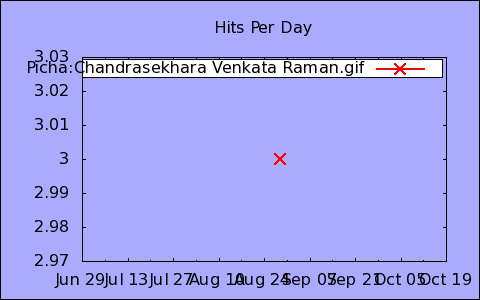 Hits Per Day
3.03
Picha:Chandrasekhara Venkata Raman.gif
3.02
3.01
3
2.99
2.98
2.97
Jun 29 Jul 13 Jul 27 Aug 10 Aug 24 Sep 07 Sep 21 Oct 05 Oct 19